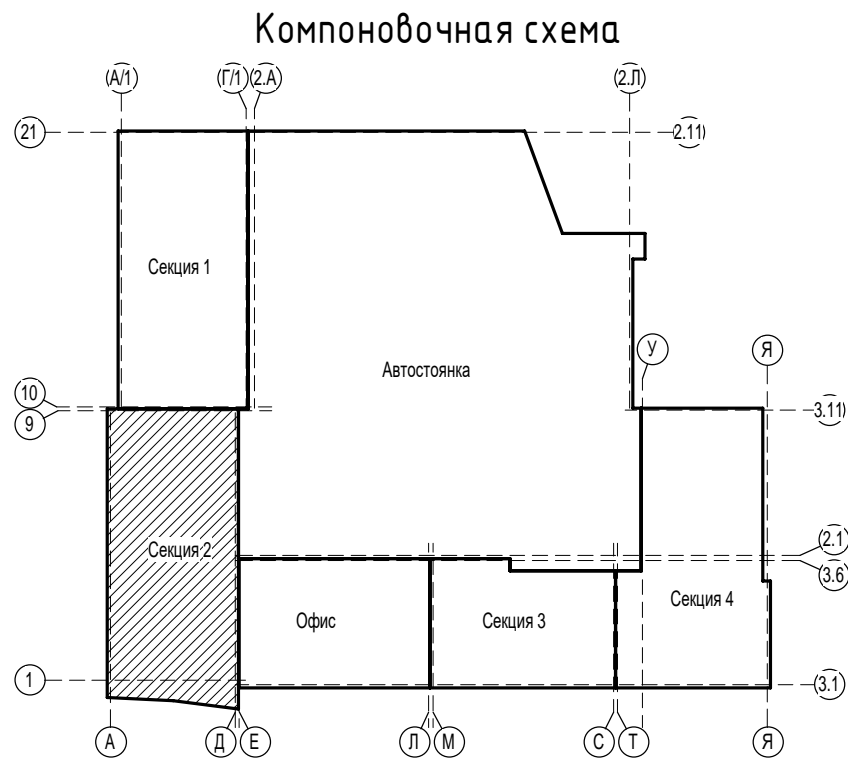 Компоновочная схема
А/1
Г/1
2.А
2.Л
21
2.11
Секция 1
Автостоянка
У
Я
10
9
3.11
Секция 2
2.1
3.6
Офис
Секция 3
Секция 4
1
3.1
А
Д
Е
Л
М
С
Т
Я